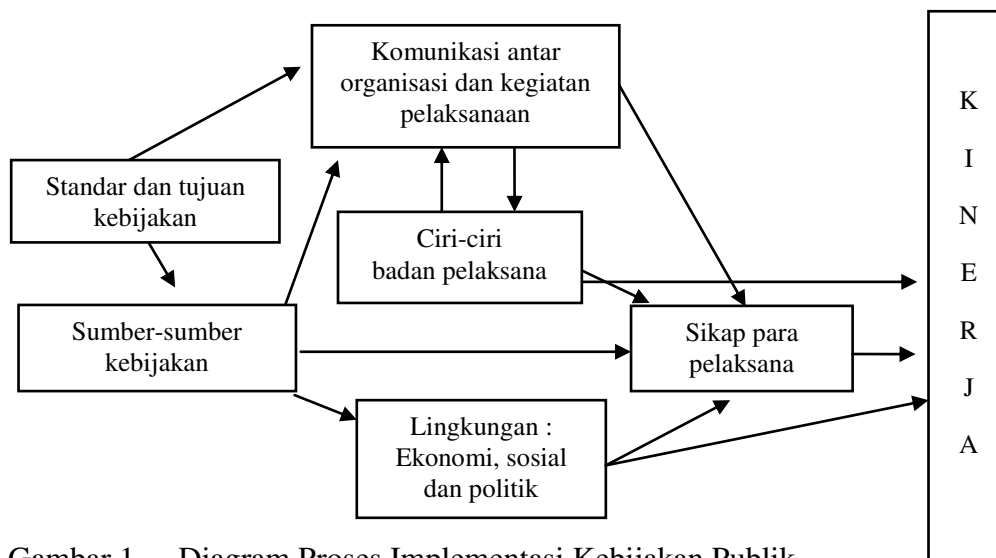 Komunikasi antar
organisasi dan kegiatan
pelaksanaan
Standar dan tujuan
kebijakan
Ciri-ciri
badan pelaksana
Sumber-sumber
kebijakan
Sikap para
pelaksana
Lingkungan :
Ekonomi, sosial
dan politik
K
I
N
E
R
J
A
Gambar 1. Diagram Proses Implementasi Kebijakan Publik